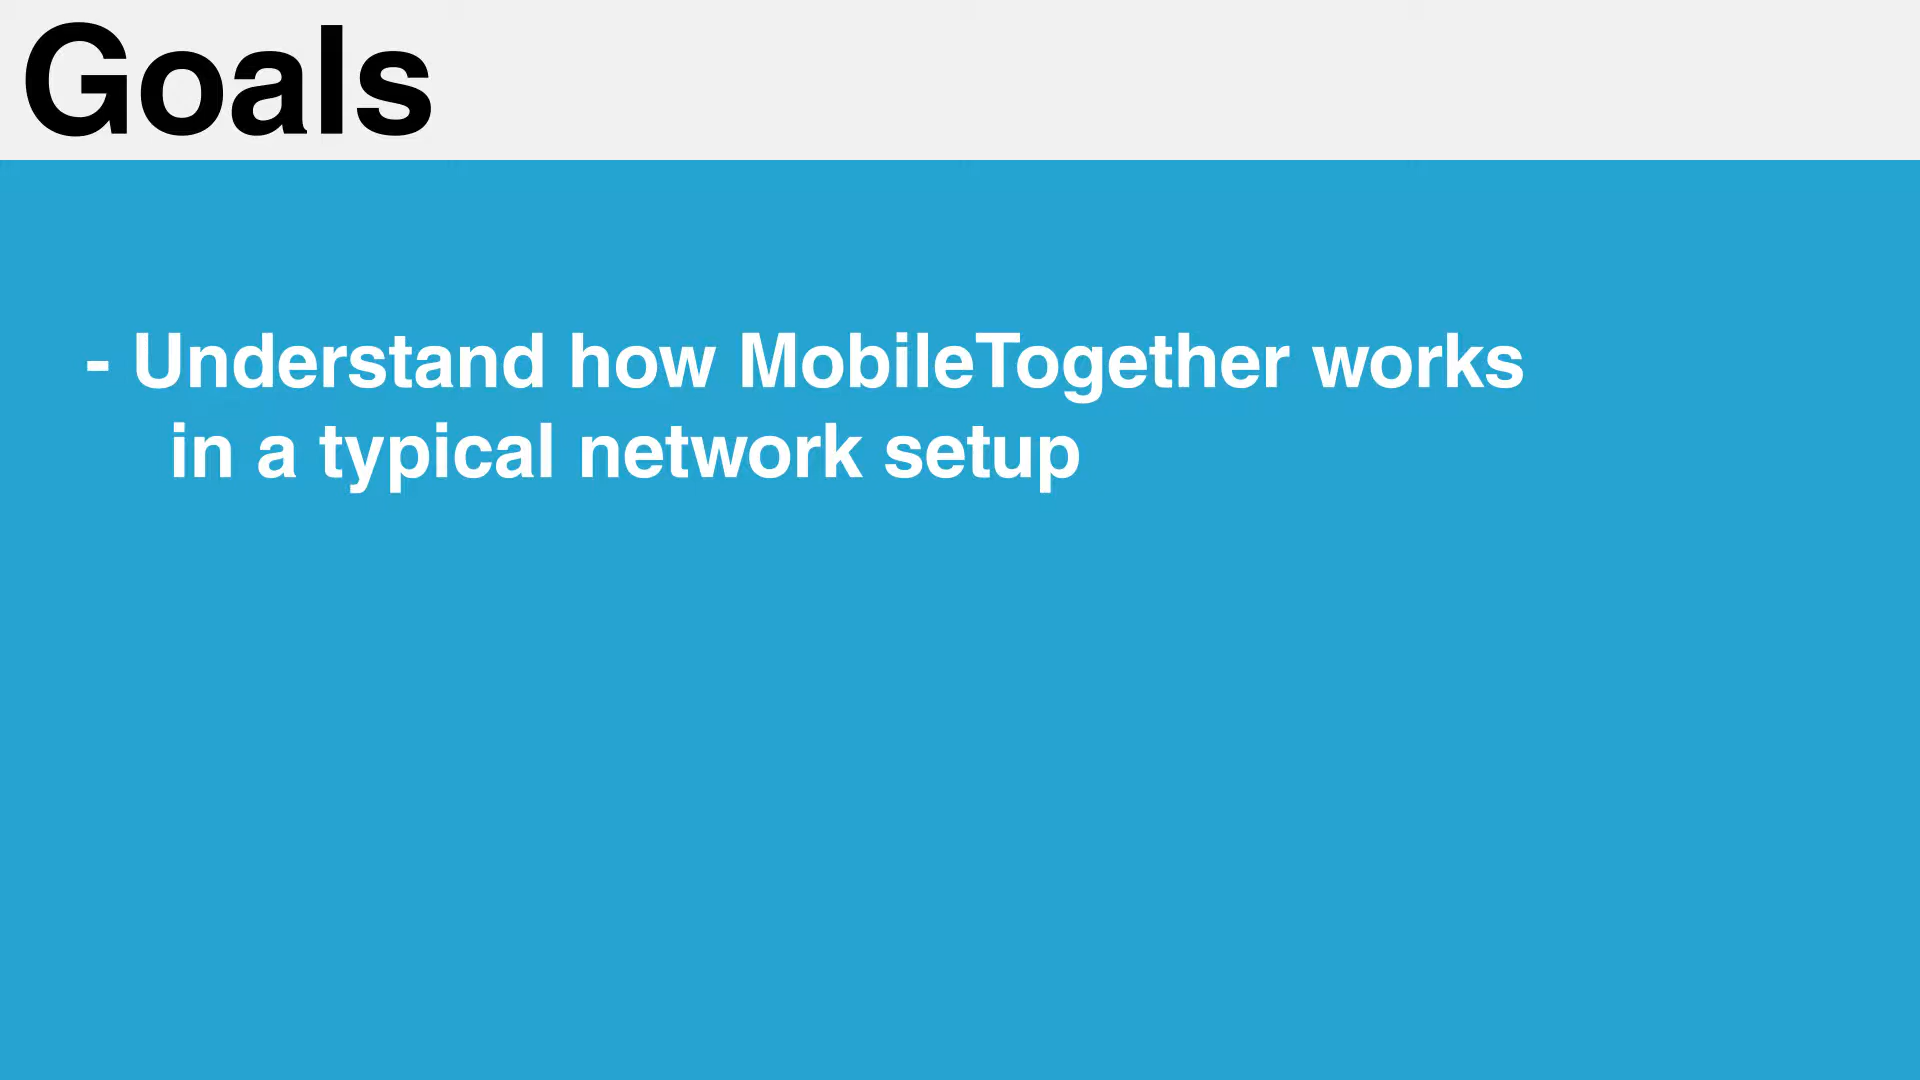 Goals
- Understand how MobileTogether works
in a typical network setup